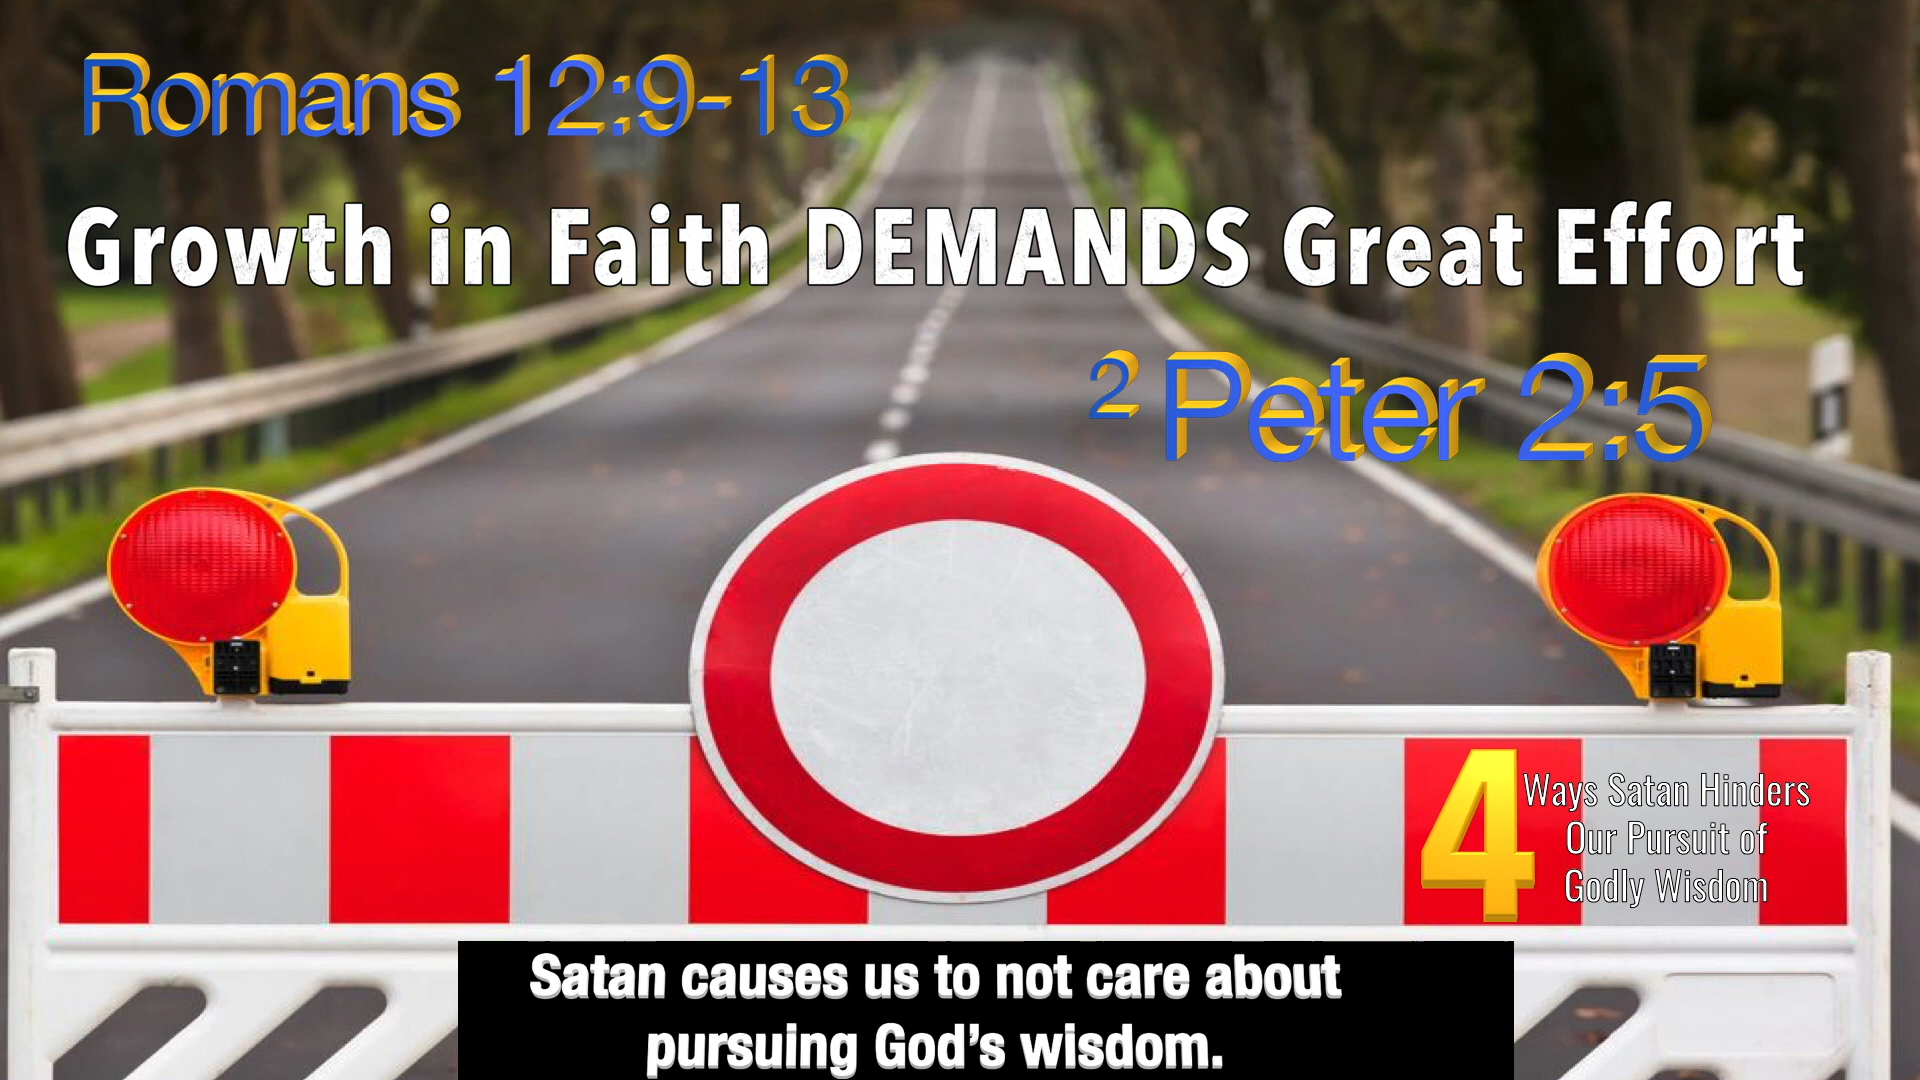 Romans 12:9-13
Growth in Faith DEMANDS Great Effort
2 Peter 2:5
4 Ways Satan Hinders
Our Pursuit of
Godly Wisdom
Satan causes us to not care about
pursuing God's wisdom.